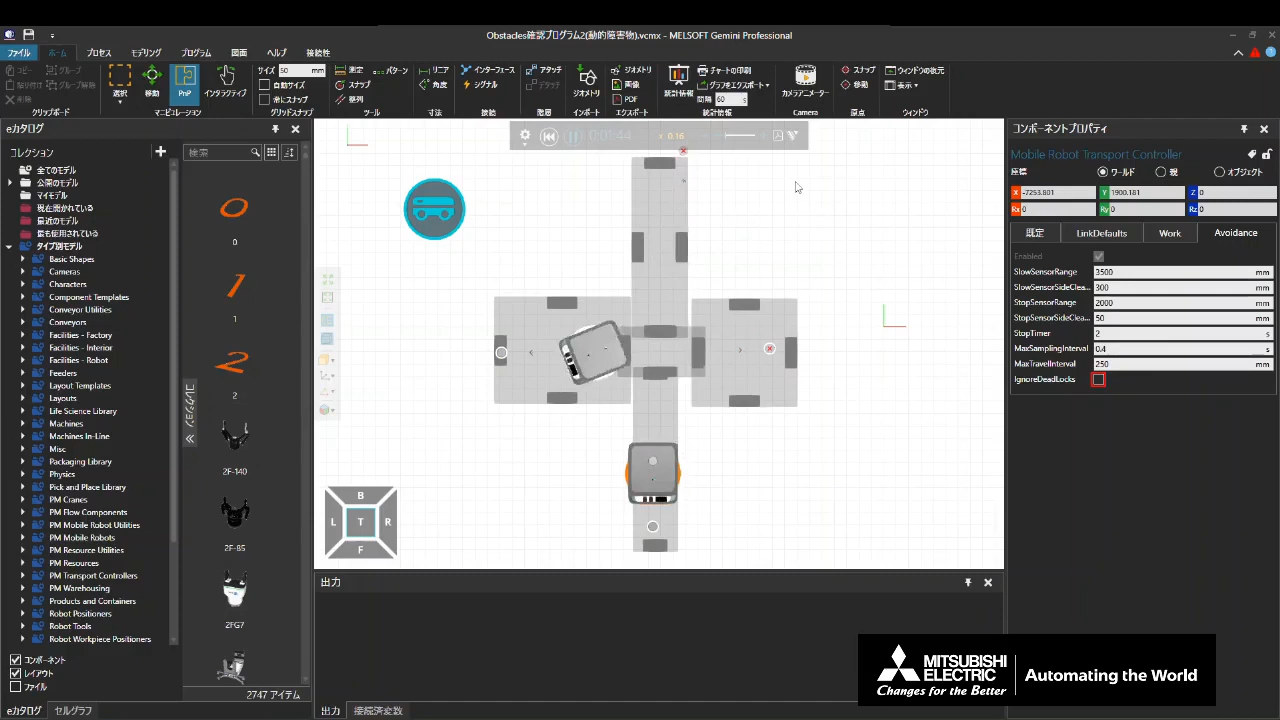 Obstacles確認プログラム2(動的障害物).vcmx - MELSOFT Gemini Professional
ファイル ホーム プロセス モデリング プログラム 図面 ヘルプ 接続性
コピー
貼り付け
削除
グループ
グループ解除
クリップボード
選択
移動
PnP
インタラクティブ
マニピュレーション
サイズ 50 mm
自動サイズ
常にスナップ
グリッドスナップ
測定
スナップ
整列
パターン
ツール
リニア
角度
寸法
インターフェース
シグナル
接続
アタッチ
デタッチ
階層
ジオメトリ
インポート
ジオメトリ
画像
PDF
エクスポート
統計情報
チャートの印刷
グラフをエクスポート
間隔 60 s
統計情報
カメラアニメーター
Camera
スナップ
移動
原点
ウィンドウの復元
表示
ウィンドウ
eカタログ
コレクション
全てのモデル
公開のモデル
マイモデル
現在開かれている
最近のモデル
最も使用されている
タイプ別モデル
Basic Shapes
Cameras
Characters
Component Templates
Conveyor Utilities
Conveyors
Facilities - Factory
Facilities - Interior
Facilities - Robot
Feeders
Layout Templates
Layouts
Life Science Library
Machines
Machines In-Line
Misc
Packaging Library
Physics
Pick and Place Library
PM Cranes
PM Flow Components
PM Mobile Robot Utilities
PM Mobile Robots
PM Resource Utilities
PM Resources
PM Transport Controllers
PM Warehousing
Products and Containers
Robot Positioners
Robot Tools
Robot Workpiece Positioners
コンポーネント
レイアウト
ファイル
eカタログ セルグラフ
検索
コレクション
0
1
2
2F-140
2F-85
2FG7
2747 アイテム
0:01:44
x 0.16
B
L T R
F
出力
出力 接続済変数
コンポーネントプロパティ
Mobile Robot Transport Controller
座標 ワールド 親 オブジェクト
X -7253.801 Y 1900.181 Z 0
Rx 0 Ry 0 Rz 0
既定 LinkDefaults Work Avoidance
Enabled
SlowSensorRange 3500 mm
SlowSensorSideClea... 300 mm
StopSensorRange 2000 mm
StopSensorSideClea... 50 mm
StopTimer 2 s
MaxSamplingInterval 0.4 s
MaxTravelInterval 250 mm
IgnoreDeadLocks
MITSUBISHI
ELECTRIC
Changes for the Better
Automating the World